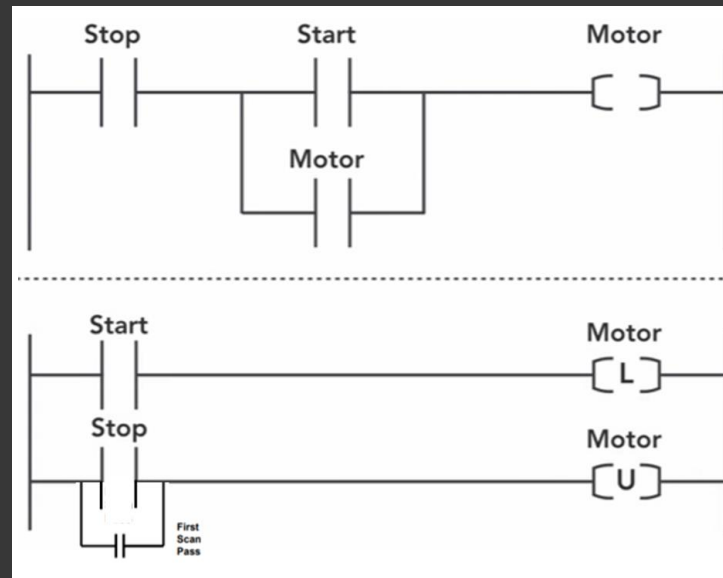 Stop Start Motor
Motor
Start
Motor
L
Stop
Motor
U
First
Scan
Pass